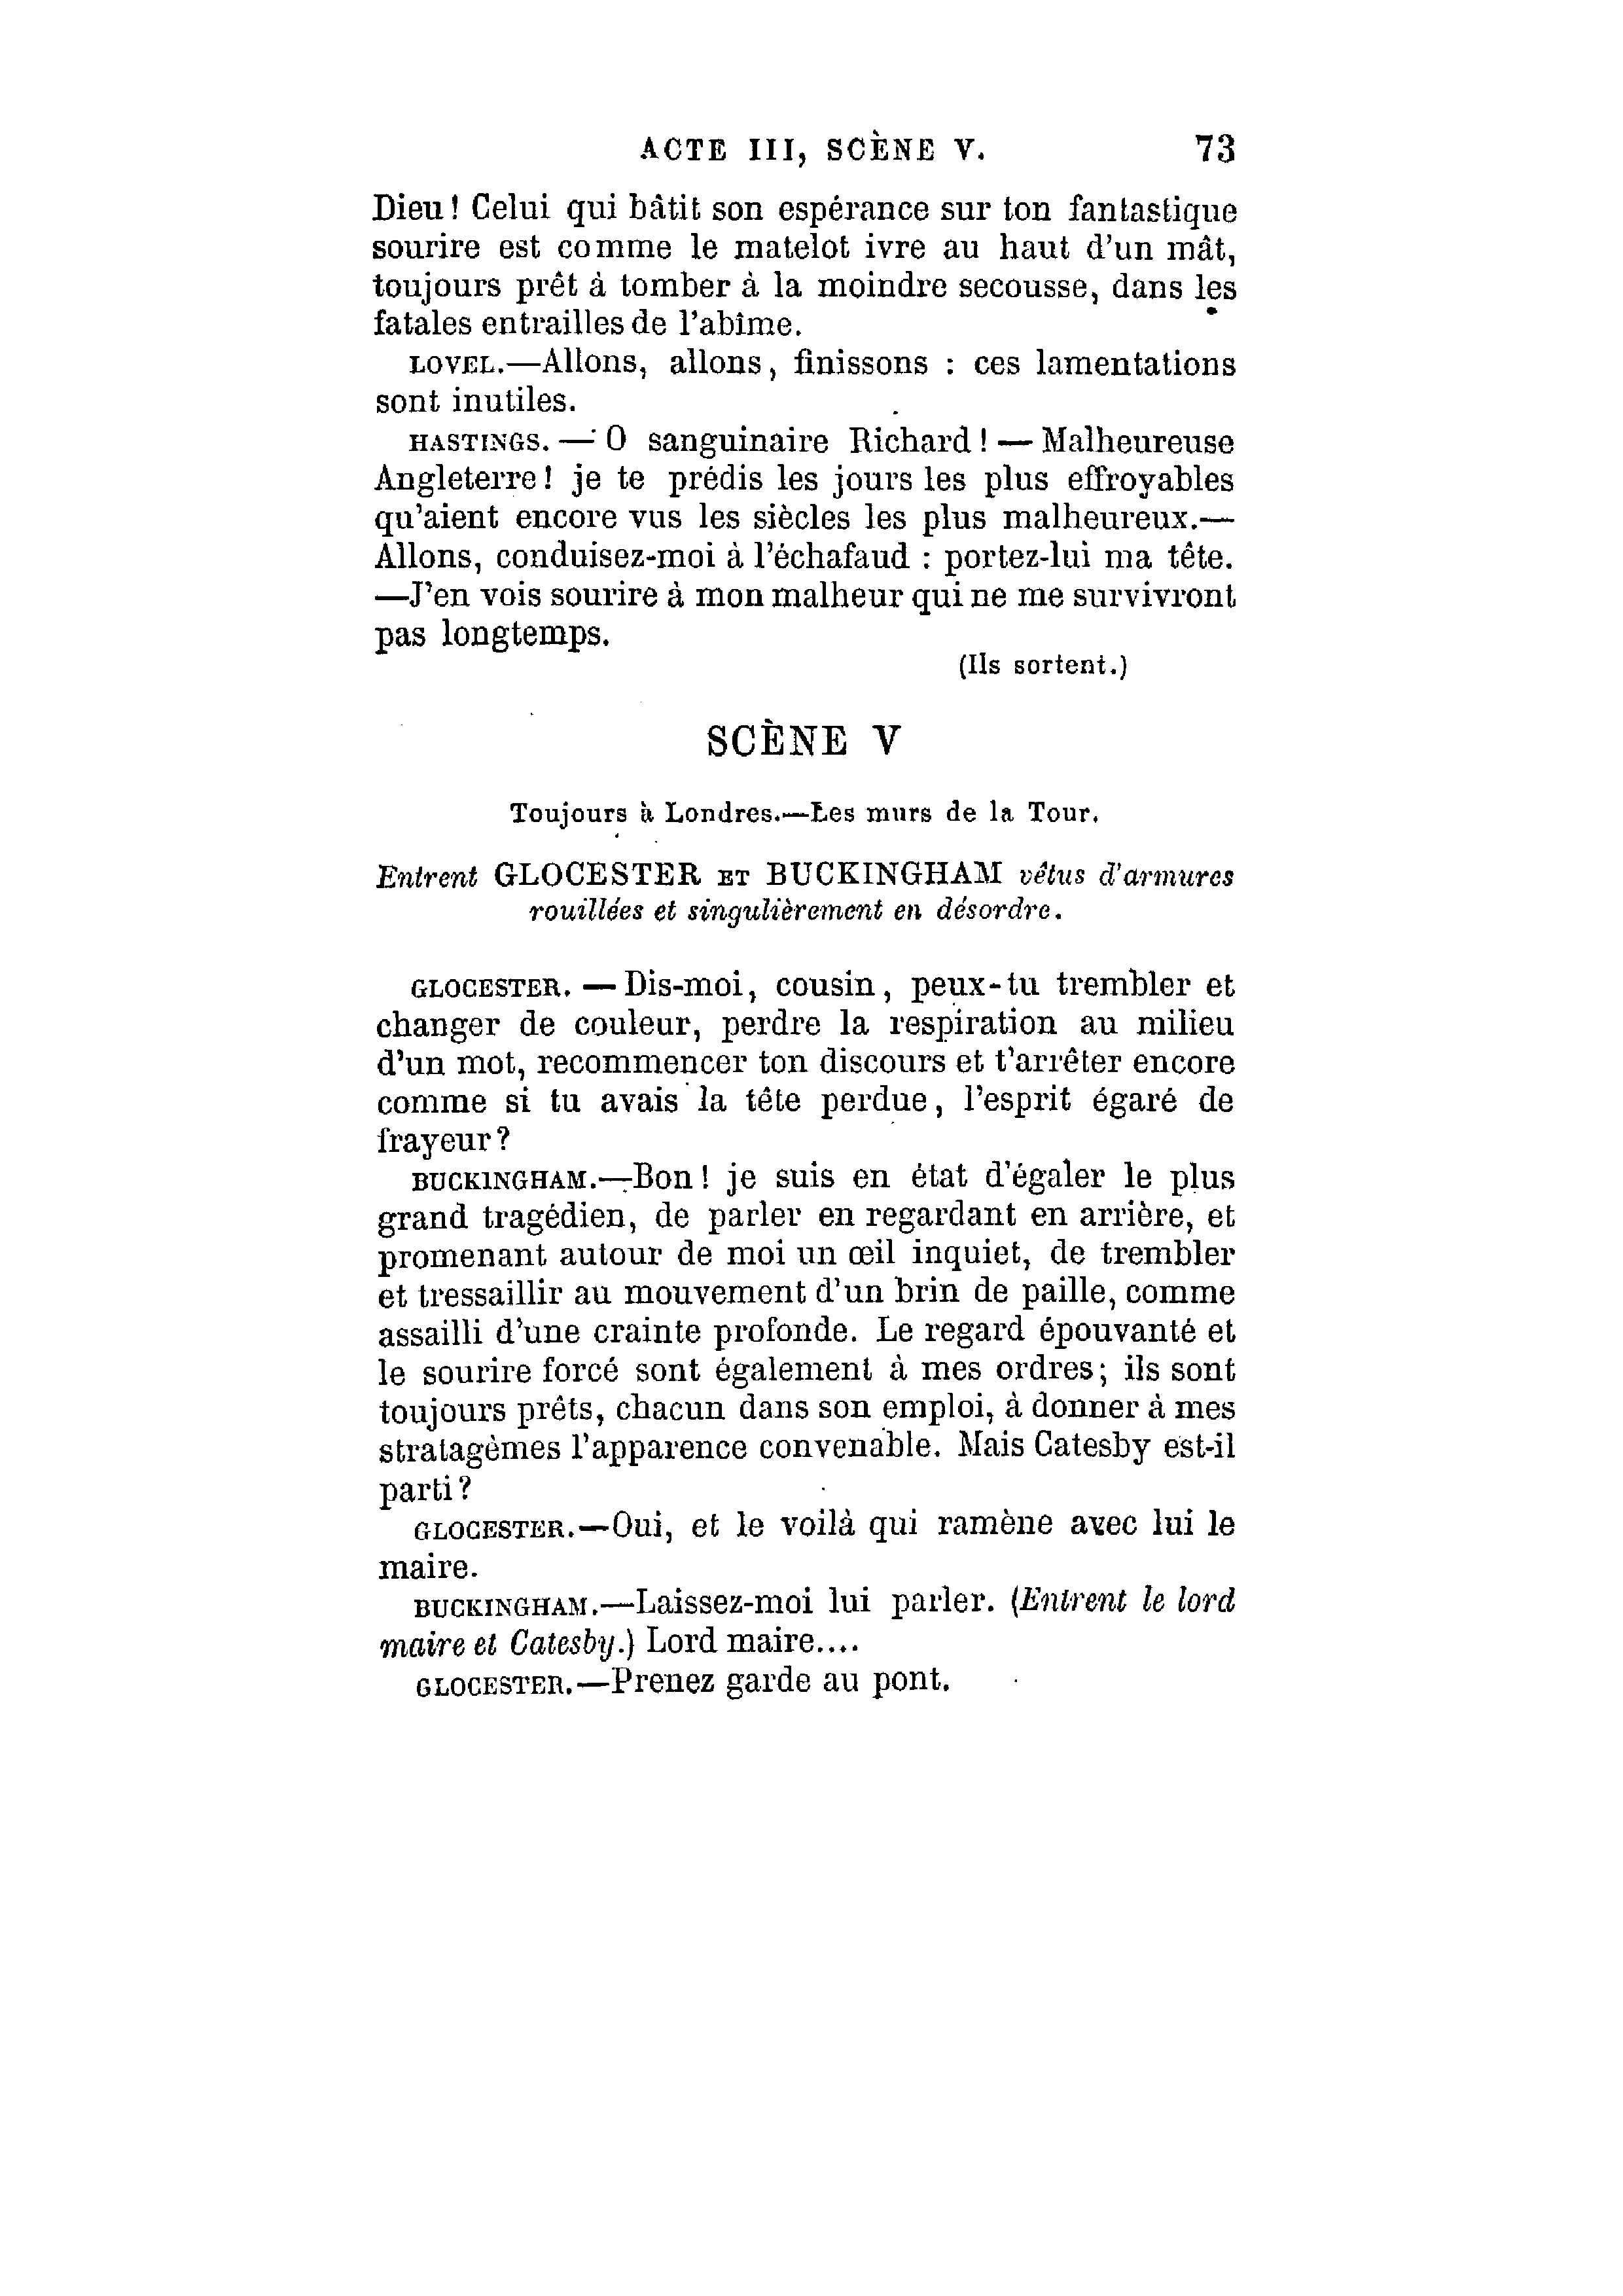 ACTE III, SCÈNE V. 73
Dieu! Celui qui bâtit son espérance sur ton fantastique
sourire est comme le matelot ivre au haut d'un mât,
toujours prêt à tomber à la moindre secousse, dans les
fatales entrailles de l'abîme.
LOVEL.—Allons, allons, finissons : ces lamentations
sont inutiles.
HASTINGS. — O sanguinaire Richard! — Malheureuse
Angleterre! je te prédis les jours les plus effroyables
qu'aient encore vus les siècles les plus malheureux.—
Allons, conduisez-moi à l'échafaud : portez-lui ma tête.
—J'en vois sourire à mon malheur qui ne me survivront
pas longtemps.
(Ils sortent.)
SCÈNE V
Toujours à Londres.—Les murs de la Tour.
Entrent GLOCESTER ET BUCKINGHAM vêtus d'armures
rouillées et singulièrement en désordre.
GLOCESTER. — Dis-moi, cousin, peux-tu trembler et
changer de couleur, perdre la respiration au milieu
d'un mot, recommencer ton discours et t'arrêter encore
comme si tu avais la tête perdue, l'esprit égaré de
frayeur?
BUCKINGHAM.—Bon! je suis en état d'égaler le plus
grand tragédien, de parler en regardant en arrière, et
promenant autour de moi un œil inquiet, de trembler
et tressaillir au mouvement d'un brin de paille, comme
assailli d'une crainte profonde. Le regard épouvanté et
le sourire forcé sont également à mes ordres; ils sont
toujours prêts, chacun dans son emploi, à donner à mes
stratagèmes l'apparence convenable. Mais Catesby est-il
parti?
GLOCESTER.—Oui, et le voilà qui ramène avec lui le
maire.
BUCKINGHAM.—Laissez-moi lui parler. (Entrent le lord
maire et Catesby.) Lord maire....
GLOCESTER.—Prenez garde au pont.